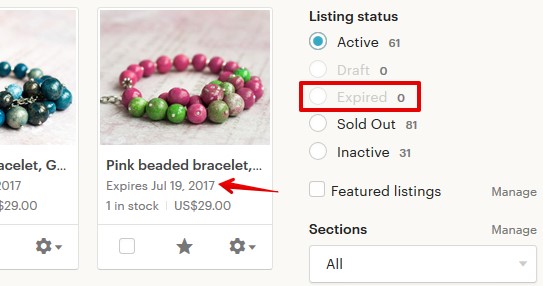 acelet, G...
2017
S$29.00
Pink beaded bracelet,...
Expires Jul 19, 2017
1 in stock US$29.00
Listing status
Active 61
Draft 0
Expired 0
Sold Out 81
Inactive 31
Featured listings Manage
Sections Manage
All